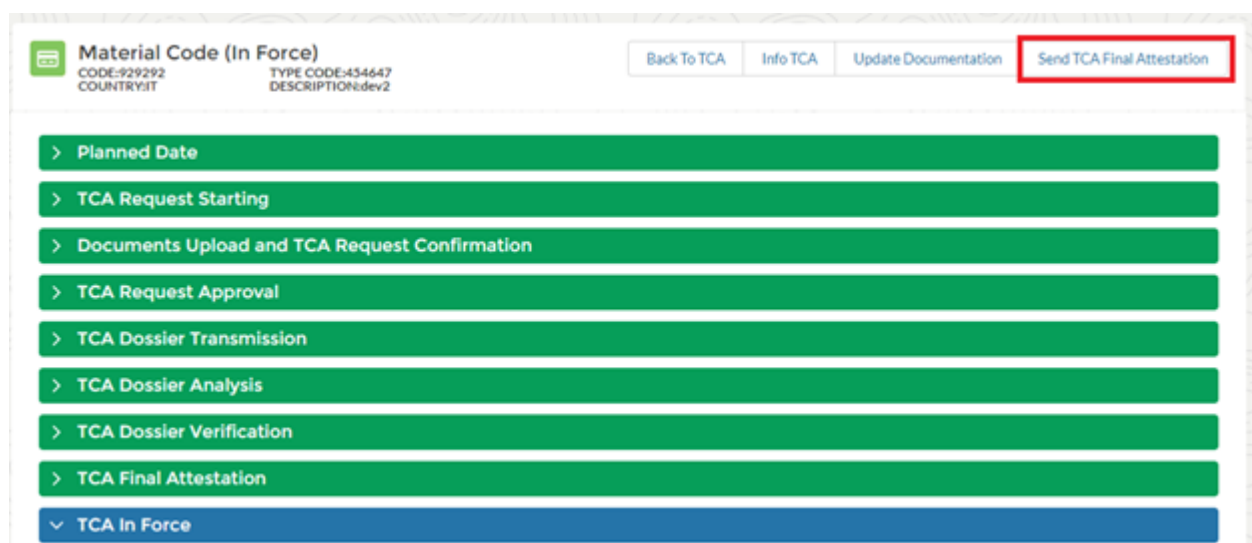 Material Code (In Force)
CODE:929292 TYPE CODE:454647
COUNTRY:IT DESCRIPTION:dev2
Back To TCA Info TCA Update Documentation Send TCA Final Attestation
Planned Date
TCA Request Starting
Documents Upload and TCA Request Confirmation
TCA Request Approval
TCA Dossier Transmission
TCA Dossier Analysis
TCA Dossier Verification
TCA Final Attestation
TCA In Force